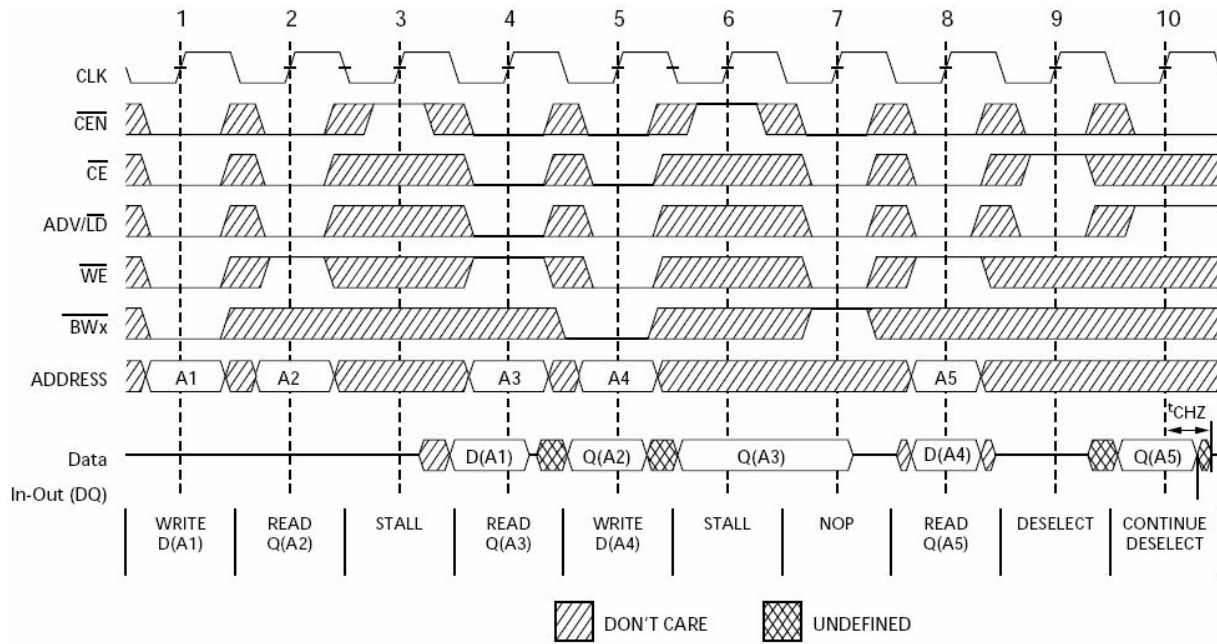 1 2 3 4 5 6 7 8 9 10
CLK
CEN
CE
ADV/LD
WE
BWx
ADDRESS A1 A2 A3 A4 A5
tCHZ
Data D(A1) Q(A2) Q(A3) D(A4) Q(A5)
In-Out (DQ)
WRITE READ STALL READ WRITE STALL NOP READ DESELECT CONTINUE
D(A1) Q(A2) Q(A3) D(A4) Q(A5) DESELECT
DON'T CARE UNDEFINED